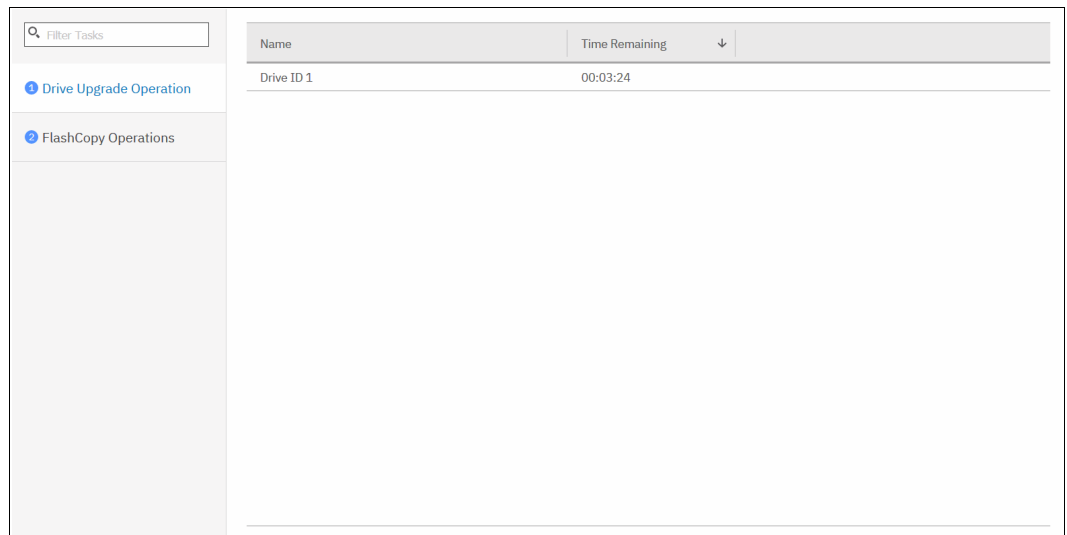 Filter Tasks
1 Drive Upgrade Operation
2 FlashCopy Operations
Name Time Remaining ↓
Drive ID 1 00:03:24